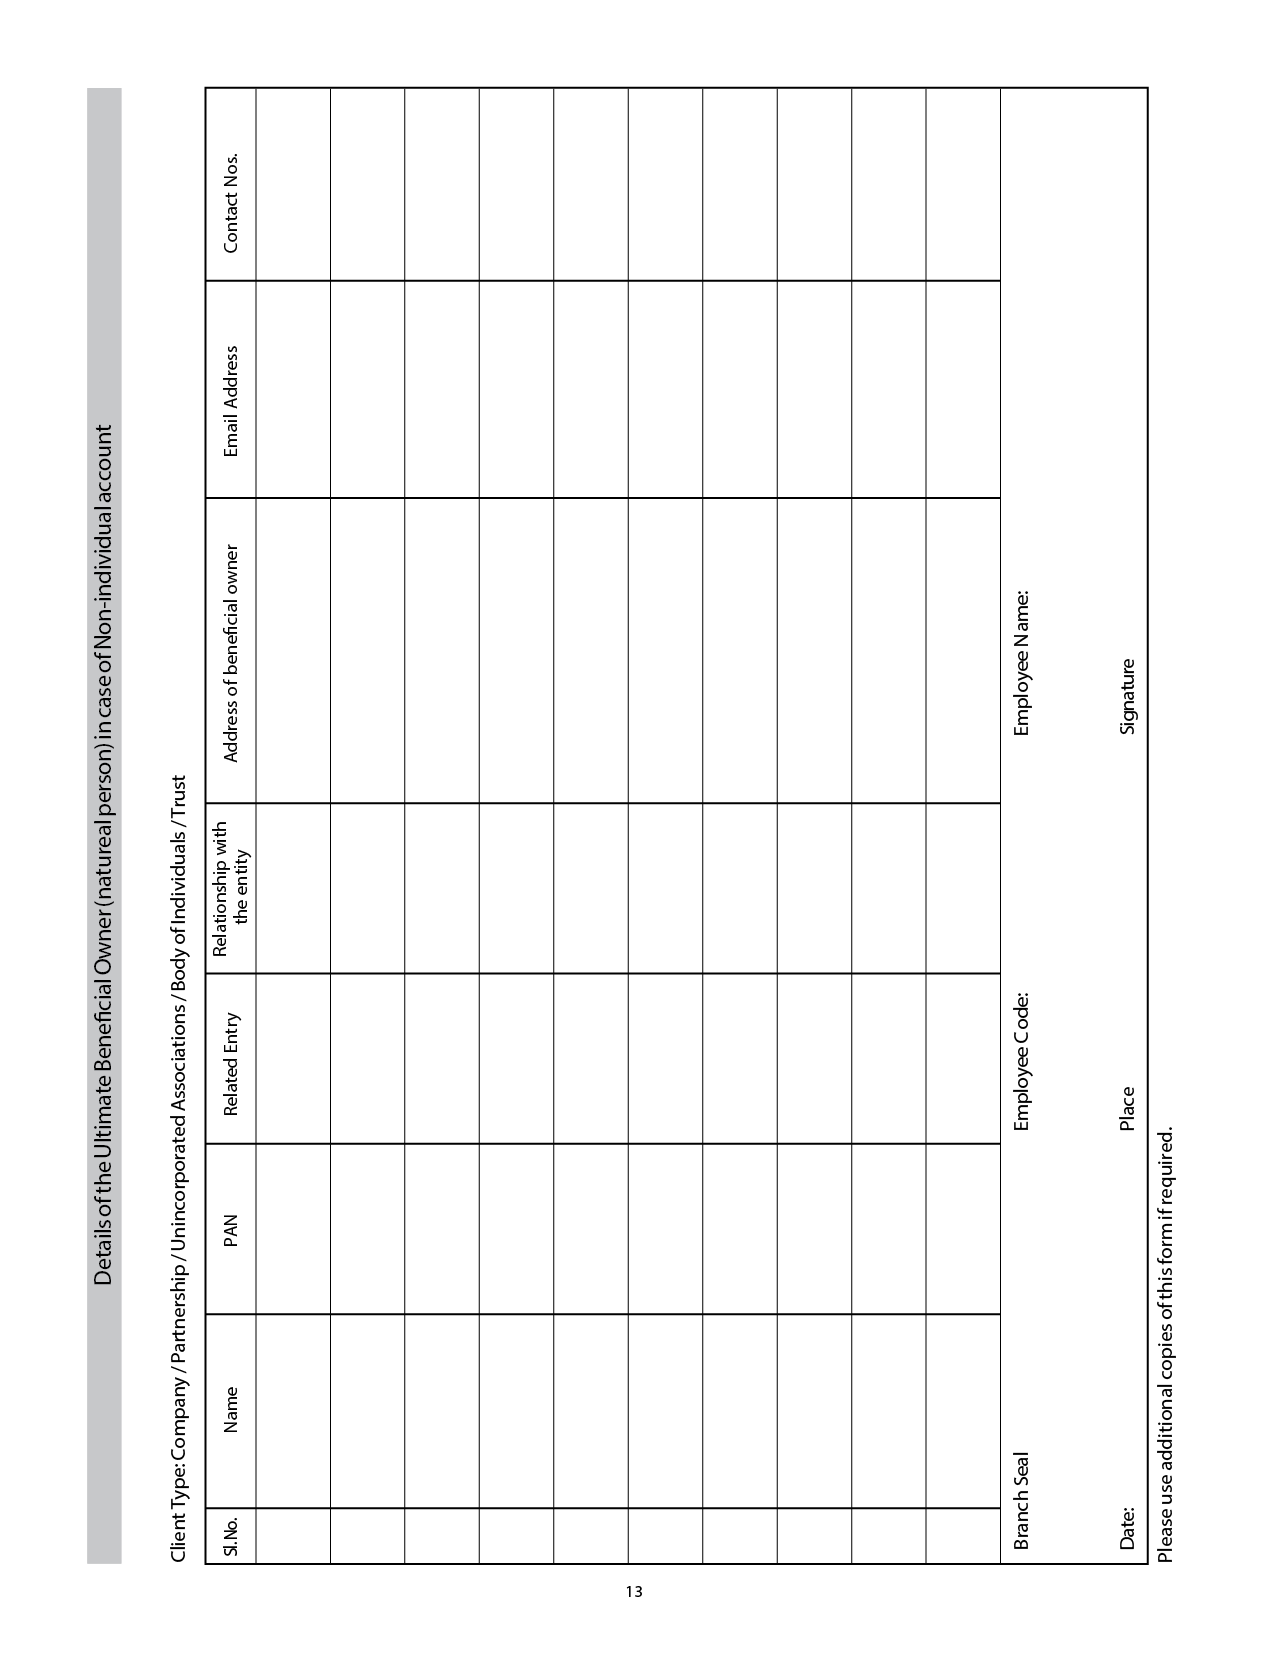 Details of the Ultimate Beneficial Owner (natureal person) in case of Non-individual account
Client Type: Company / Partnership / Unincorporated Associations / Body of Individuals / Trust
Sl.No.
Name
PAN
Related Entry
Relationship with
the entity
Address of beneficial owner
Email Address
Contact Nos.
Branch Seal
Employee Code:
Employee Name:
Date:
Place
Signature
Please use additional copies of this form if required.
13